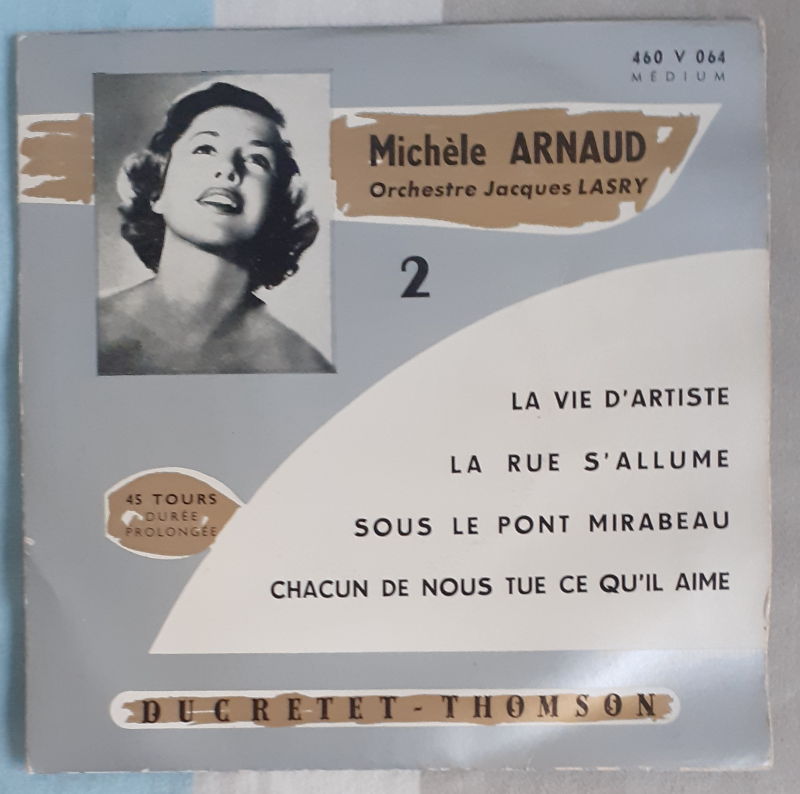 460 V 064
MÉDIUM
Michèle ARNAUD
Orchestre Jacques LASRY
2
LA VIE D'ARTISTE
LA RUE S'ALLUME
SOUS LE PONT MIRABEAU
CHACUN DE NOUS TUE CE QU'IL AIME
45 TOURS
DURÉE
PROLONGÉE
DUCRETET-THOMSON